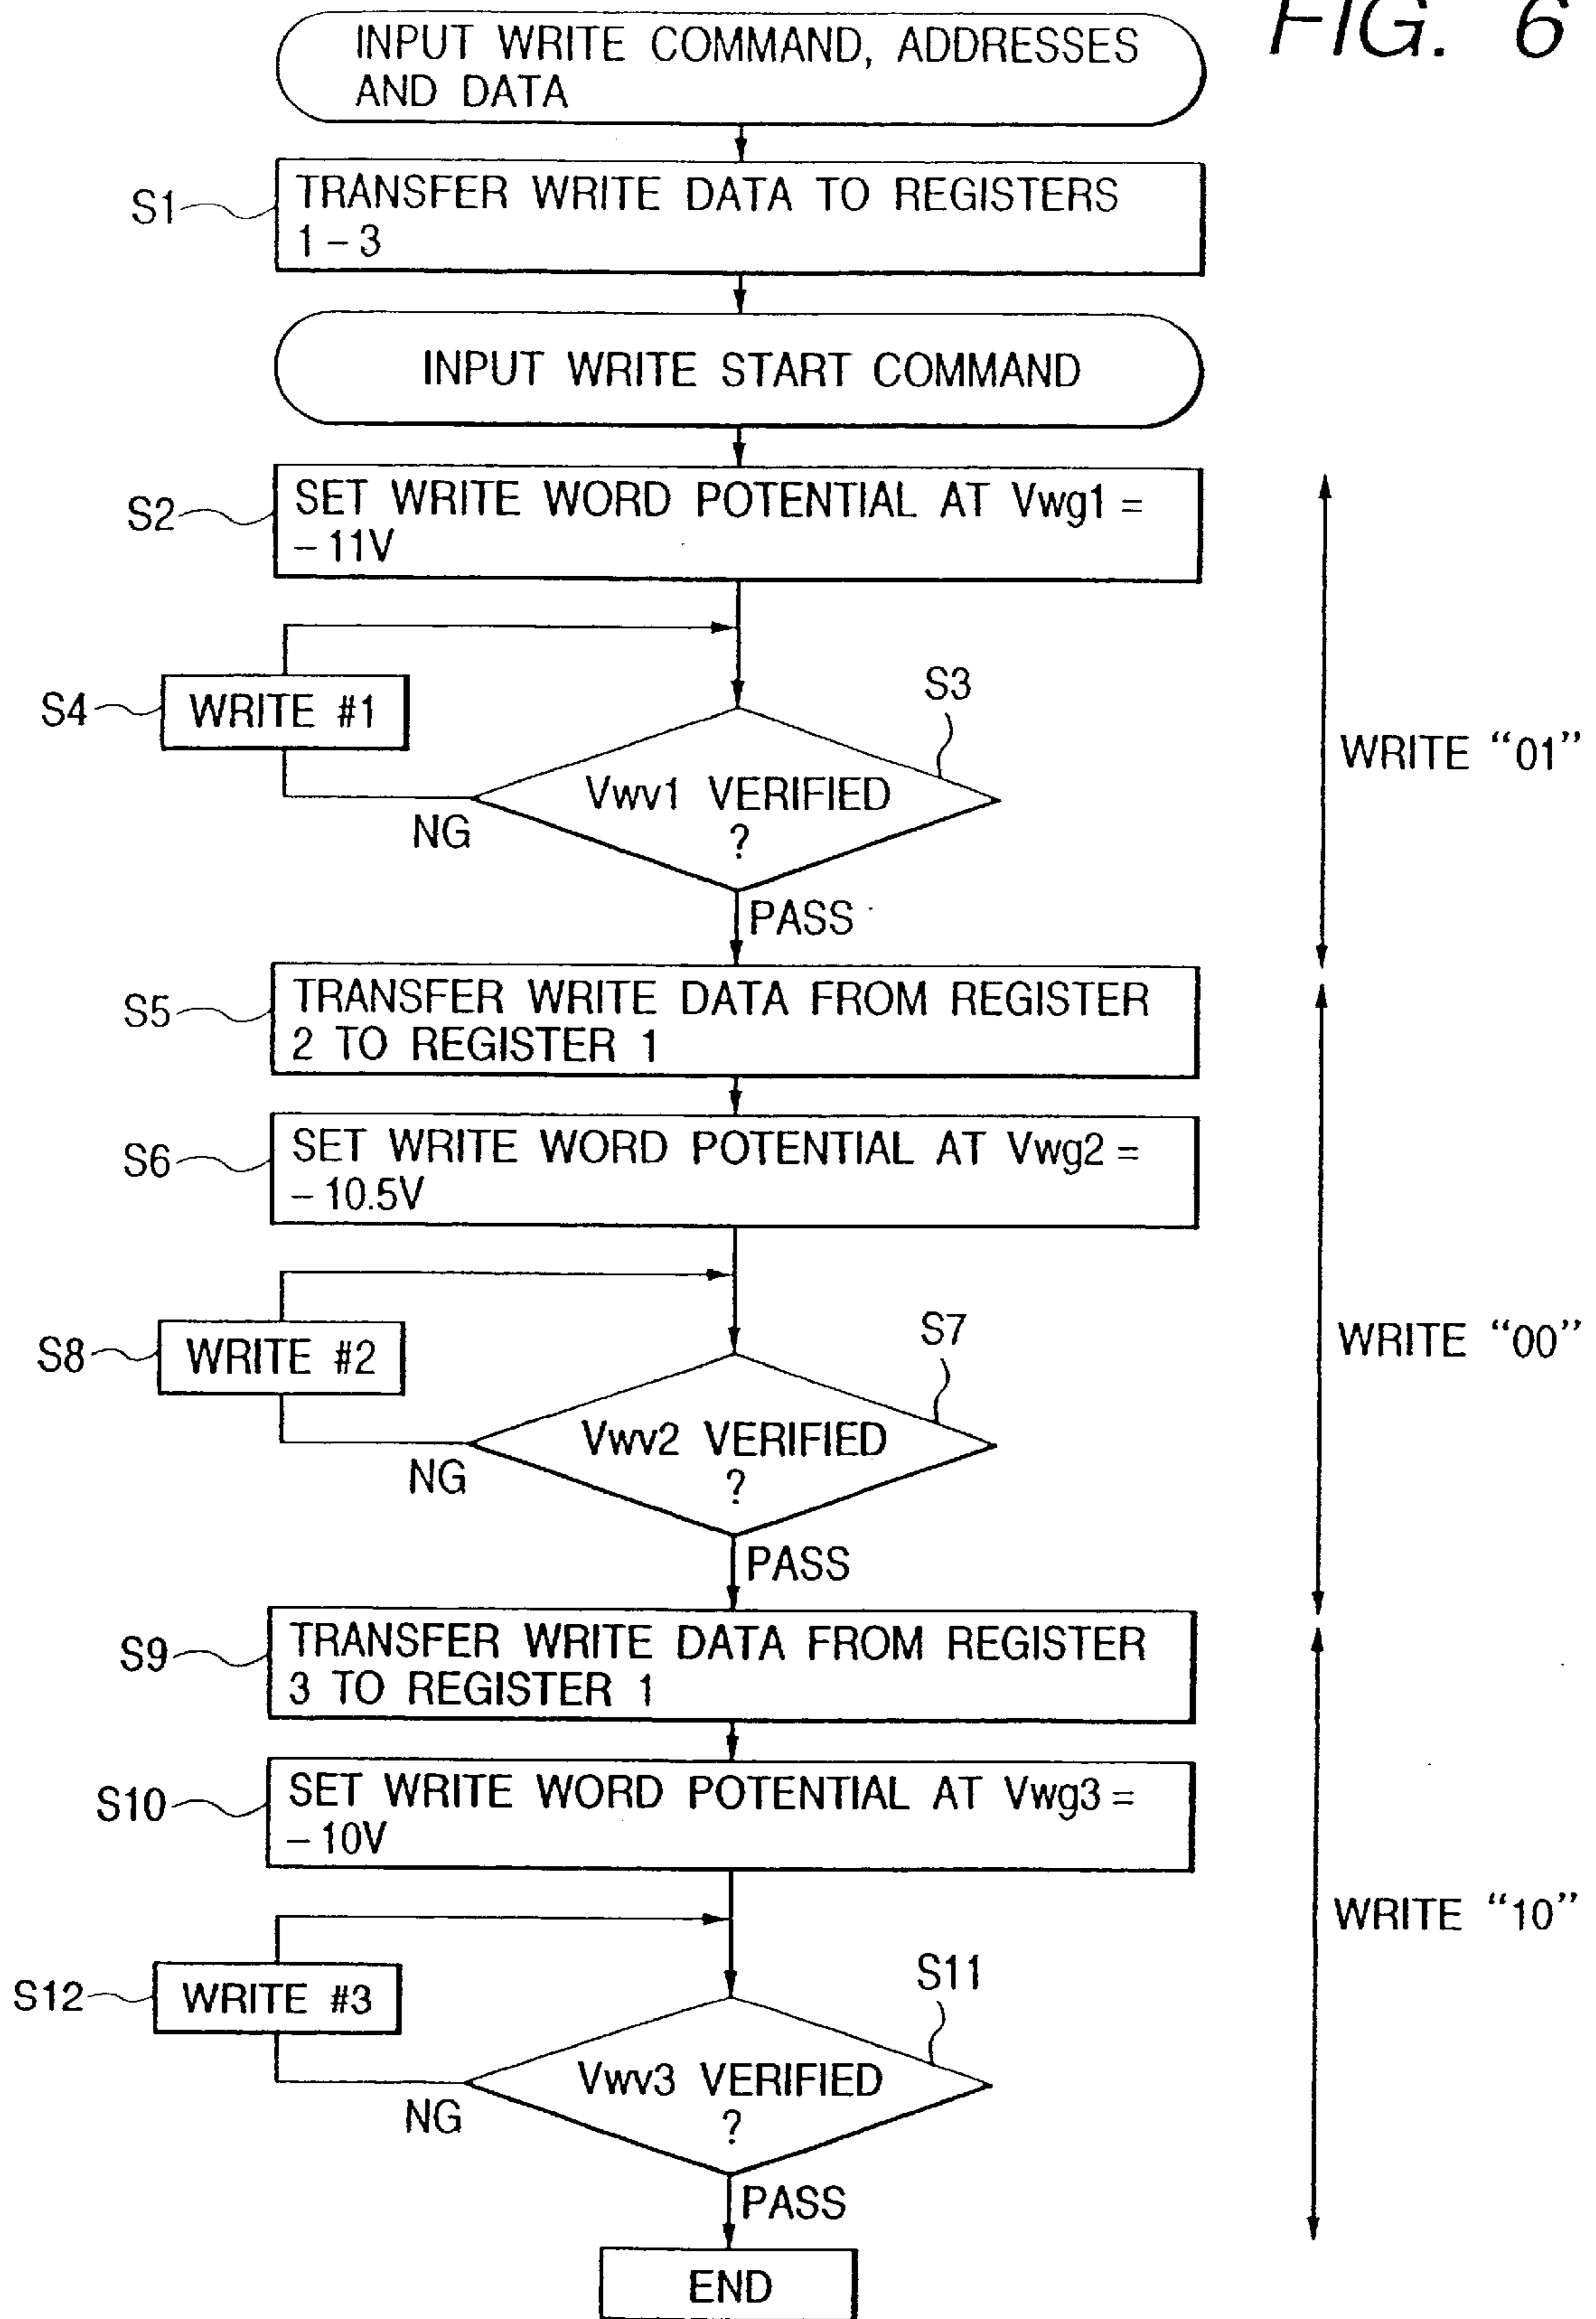 FIG. 6
INPUT WRITE COMMAND, ADDRESSES
AND DATA
S1
TRANSFER WRITE DATA TO REGISTERS
1 – 3
INPUT WRITE START COMMAND
S2
SET WRITE WORD POTENTIAL AT Vwg1 =
– 11V
S4
WRITE #1
S3
Vwv1 VERIFIED
?
NG
PASS
WRITE “01”
S5
TRANSFER WRITE DATA FROM REGISTER
2 TO REGISTER 1
S6
SET WRITE WORD POTENTIAL AT Vwg2 =
– 10.5V
S8
WRITE #2
S7
Vwv2 VERIFIED
?
NG
PASS
WRITE “00”
S9
TRANSFER WRITE DATA FROM REGISTER
3 TO REGISTER 1
S10
SET WRITE WORD POTENTIAL AT Vwg3 =
– 10V
S12
WRITE #3
S11
Vwv3 VERIFIED
?
NG
PASS
WRITE “10”
END